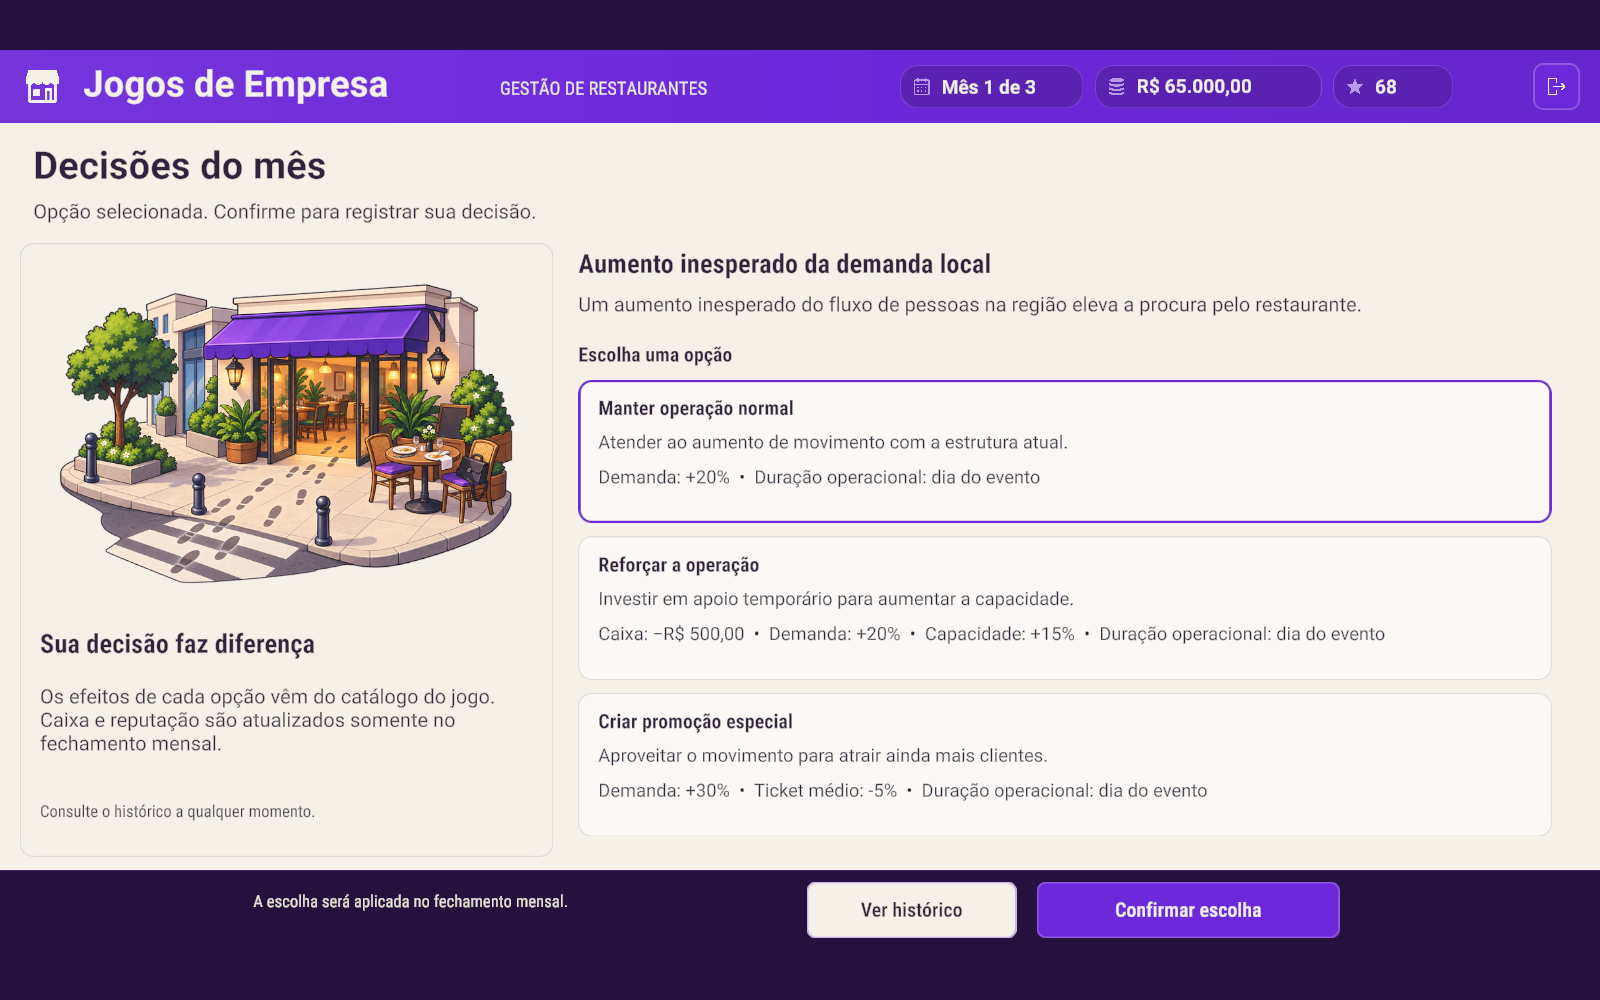 Jogos de Empresa
GESTÃO DE RESTAURANTES
Mês 1 de 3
R$ 65.000,00
68
Decisões do mês
Opção selecionada. Confirme para registrar sua decisão.
Sua decisão faz diferença
Os efeitos de cada opção vêm do catálogo do jogo.
Caixa e reputação são atualizados somente no
fechamento mensal.
Consulte o histórico a qualquer momento.
Aumento inesperado da demanda local
Um aumento inesperado do fluxo de pessoas na região eleva a procura pelo restaurante.
Escolha uma opção
Manter operação normal
Atender ao aumento de movimento com a estrutura atual.
Demanda: +20% • Duração operacional: dia do evento
Reforçar a operação
Investir em apoio temporário para aumentar a capacidade.
Caixa: −R$ 500,00 • Demanda: +20% • Capacidade: +15% • Duração operacional: dia do evento
Criar promoção especial
Aproveitar o movimento para atrair ainda mais clientes.
Demanda: +30% • Ticket médio: -5% • Duração operacional: dia do evento
A escolha será aplicada no fechamento mensal.
Ver histórico
Confirmar escolha